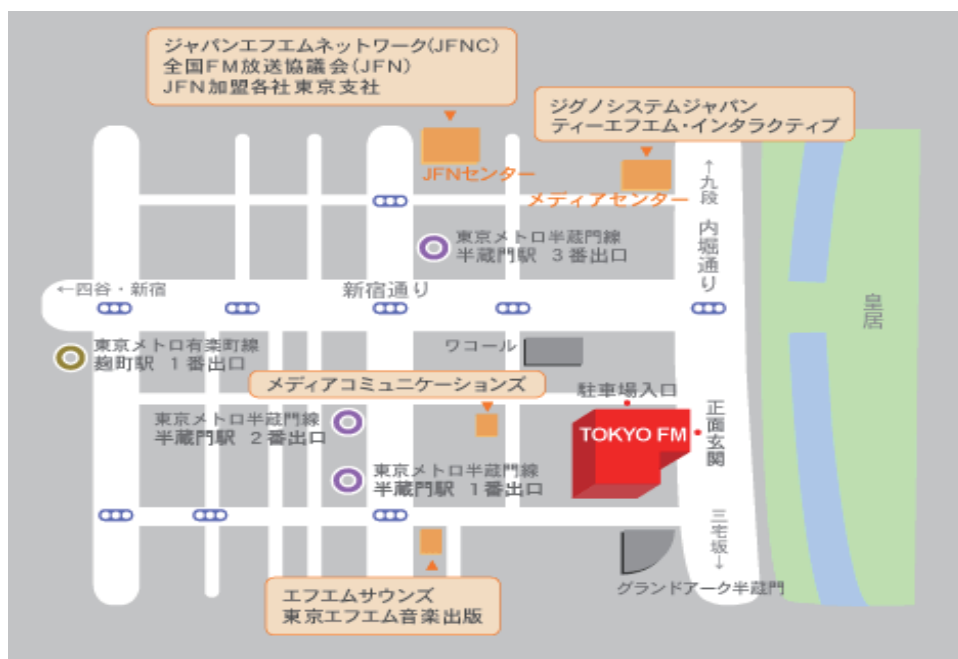 ジャパンエフエムネットワーク(JFNC)
全国FM放送協議会(JFN)
JFN加盟各社東京支社
ジグノシステムジャパン
ティーエフエム・インタラクティブ
JFNセンター
メディアセンター
↑九段
内堀通り
東京メトロ半蔵門線
半蔵門駅 3番出口
←四谷・新宿
新宿通り
皇居
東京メトロ有楽町線
麹町駅 1番出口
ワコール
メディアコミュニケーションズ
駐車場入口
東京メトロ半蔵門線
半蔵門駅 2番出口
TOKYO FM
正面玄関
東京メトロ半蔵門線
半蔵門駅 1番出口
三宅坂↓
グランドアーク半蔵門
エフエムサウンズ
東京エフエム音楽出版